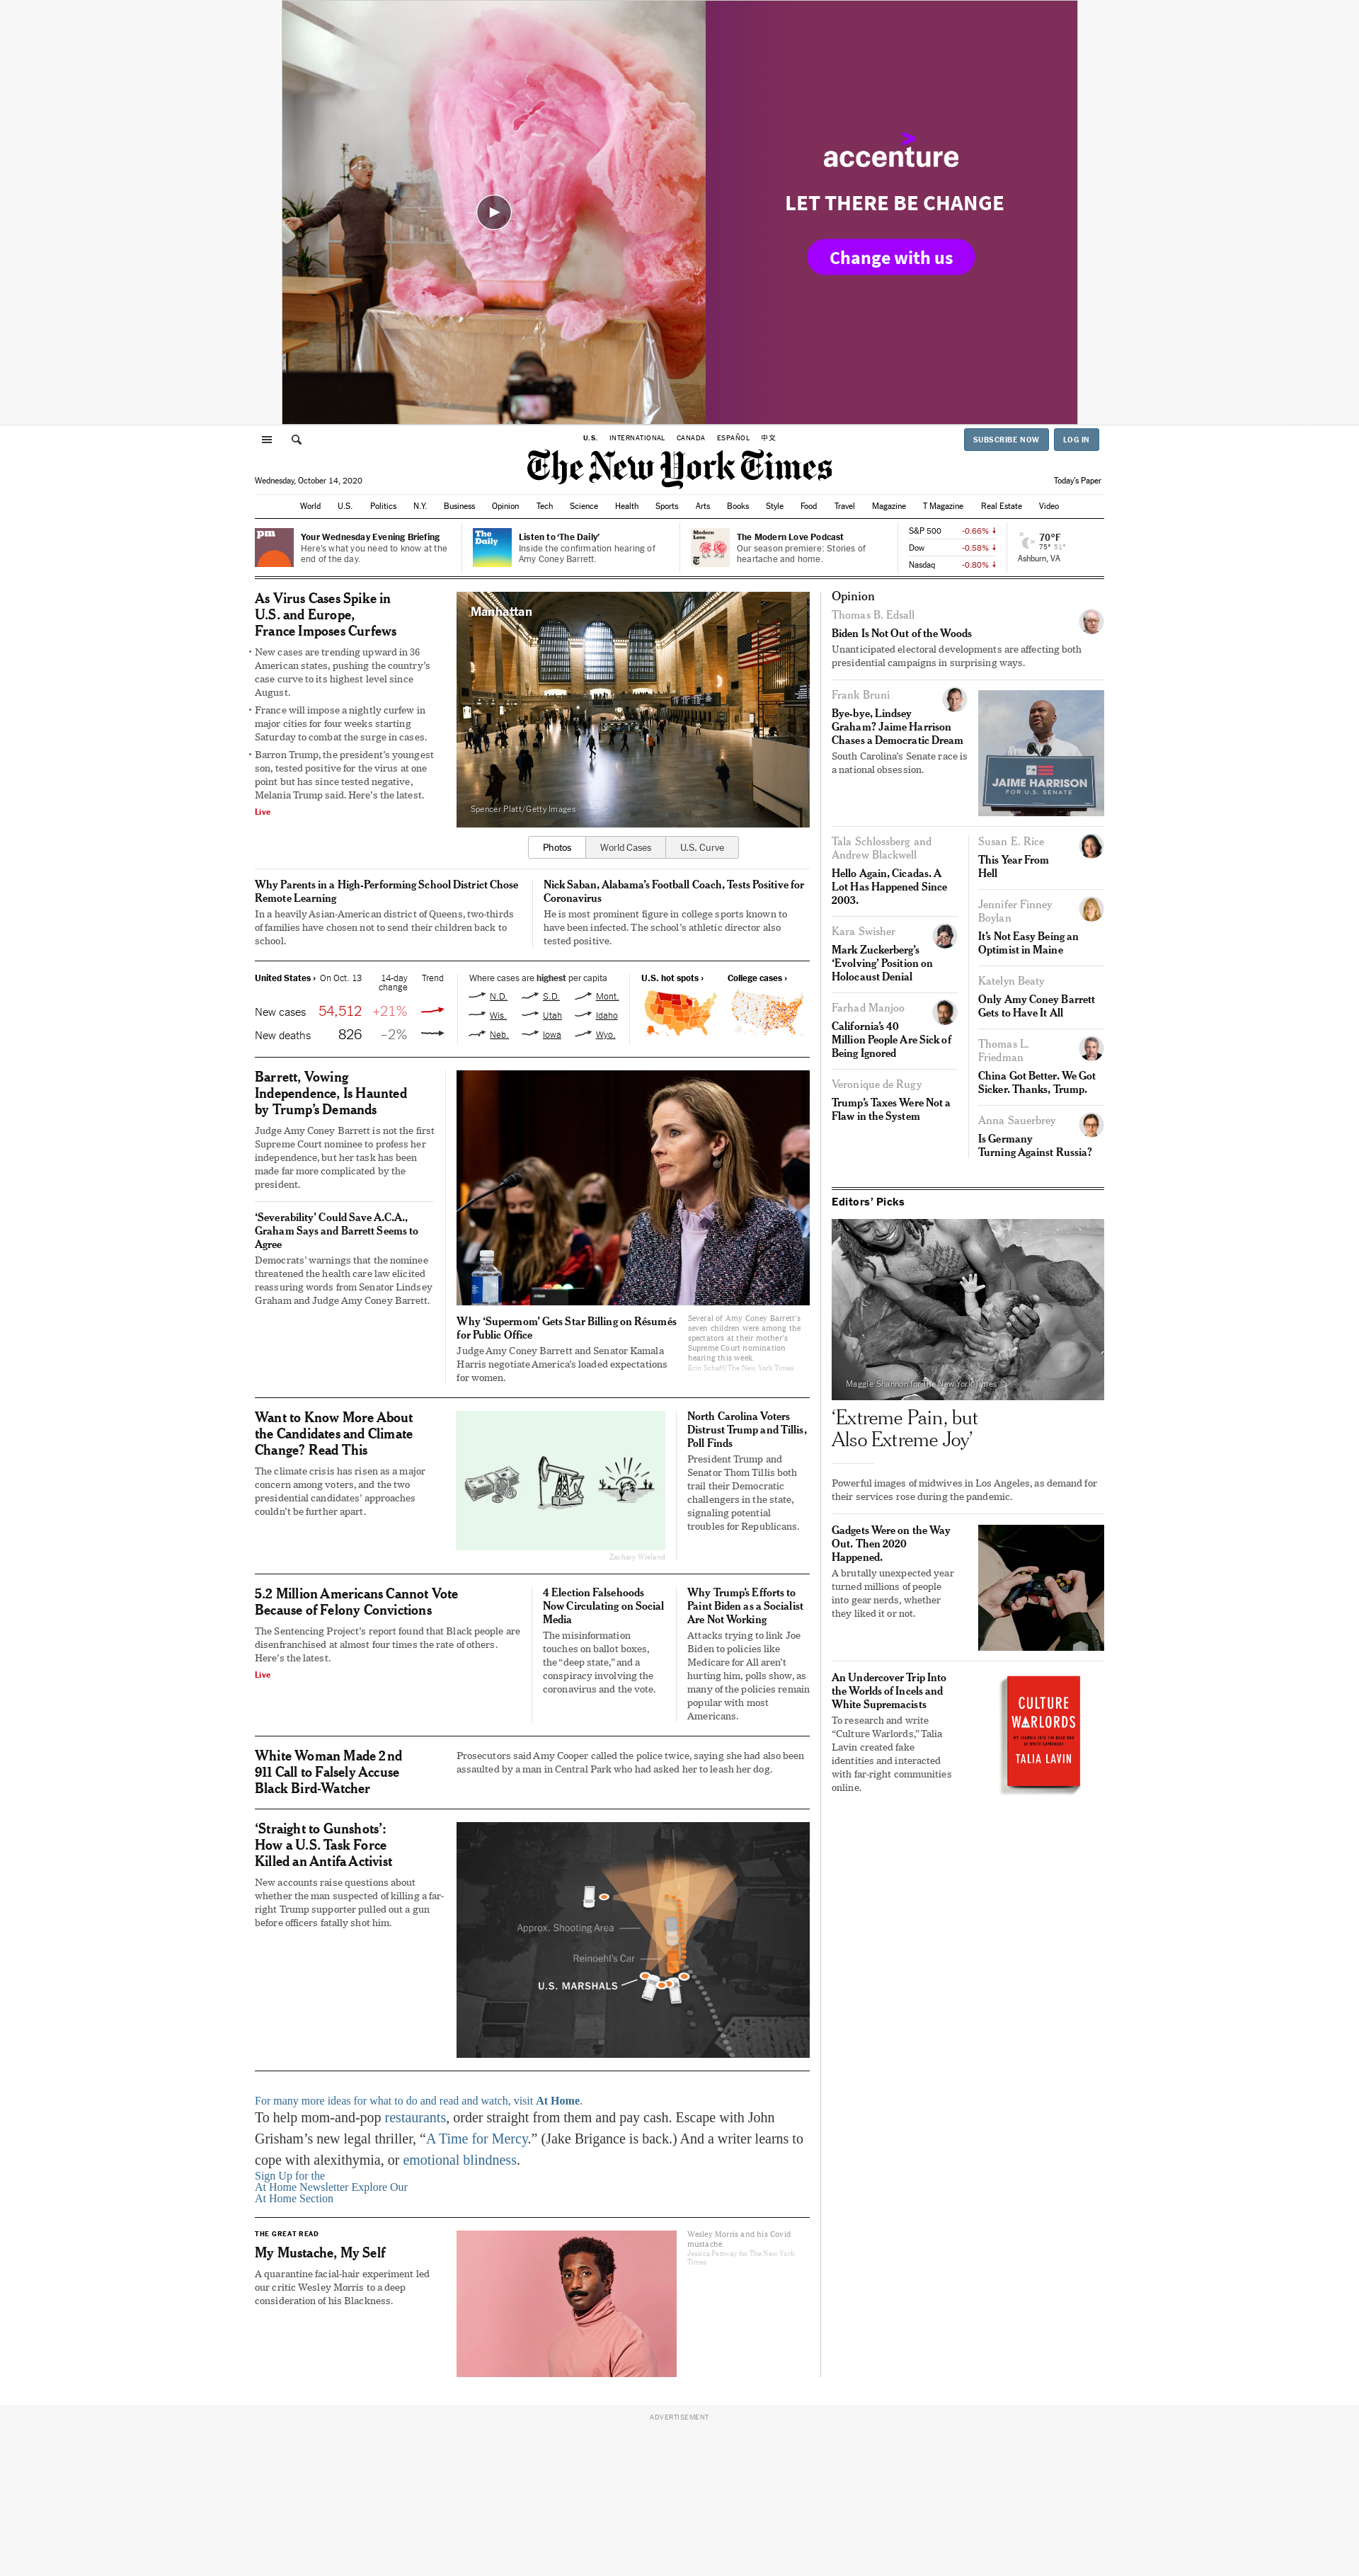 accenture
LET THERE BE CHANGE
Change with us
U.S. INTERNATIONAL CANADA ESPAÑOL 中文
SUBSCRIBE NOW LOG IN
The New York Times
Wednesday, October 14, 2020
Today's Paper
World U.S. Politics N.Y. Business Opinion Tech Science Health Sports Arts Books Style Food Travel Magazine T Magazine Real Estate Video
pm
Your Wednesday Evening Briefing
Here's what you need to know at the
end of the day.
The
Daily
Listen to 'The Daily'
Inside the confirmation hearing of
Amy Coney Barrett.
Modern
Love
The Modern Love Podcast
Our season premiere: Stories of
heartache and home.
S&P 500 -0.66% ↓
Dow -0.58% ↓
Nasdaq -0.80% ↓
70°F
75° 51°
Ashburn, VA
As Virus Cases Spike in
U.S. and Europe,
France Imposes Curfews
• New cases are trending upward in 36
American states, pushing the country's
case curve to its highest level since
August.
• France will impose a nightly curfew in
major cities for four weeks starting
Saturday to combat the surge in cases.
• Barron Trump, the president's youngest
son, tested positive for the virus at one
point but has since tested negative,
Melania Trump said. Here's the latest.
Live
Manhattan
Spencer Platt/Getty Images
Photos World Cases U.S. Curve
Why Parents in a High-Performing School District Chose
Remote Learning
In a heavily Asian-American district of Queens, two-thirds
of families have chosen not to send their children back to
school.
Nick Saban, Alabama's Football Coach, Tests Positive for
Coronavirus
He is most prominent figure in college sports known to
have been infected. The school's athletic director also
tested positive.
United States › On Oct. 13 14-day
change Trend
New cases 54,512 +21%
New deaths 826 –2%
Where cases are highest per capita
N.D. S.D. Mont.
Wis. Utah Idaho
Neb. Iowa Wyo.
U.S. hot spots ›
College cases ›
Barrett, Vowing
Independence, Is Haunted
by Trump's Demands
Judge Amy Coney Barrett is not the first
Supreme Court nominee to profess her
independence, but her task has been
made far more complicated by the
president.
'Severability' Could Save A.C.A.,
Graham Says and Barrett Seems to
Agree
Democrats' warnings that the nominee
threatened the health care law elicited
reassuring words from Senator Lindsey
Graham and Judge Amy Coney Barrett.
Why 'Supermom' Gets Star Billing on Résumés
for Public Office
Judge Amy Coney Barrett and Senator Kamala
Harris negotiate America's loaded expectations
for women.
Several of Amy Coney Barrett's
seven children were among the
spectators at their mother's
Supreme Court nomination
hearing this week.
Erin Schaff/The New York Times
Want to Know More About
the Candidates and Climate
Change? Read This
The climate crisis has risen as a major
concern among voters, and the two
presidential candidates' approaches
couldn't be further apart.
Zachary Wieland
North Carolina Voters
Distrust Trump and Tillis,
Poll Finds
President Trump and
Senator Thom Tillis both
trail their Democratic
challengers in the state,
signaling potential
troubles for Republicans.
5.2 Million Americans Cannot Vote
Because of Felony Convictions
The Sentencing Project's report found that Black people are
disenfranchised at almost four times the rate of others.
Here's the latest.
Live
4 Election Falsehoods
Now Circulating on Social
Media
The misinformation
touches on ballot boxes,
the "deep state," and a
conspiracy involving the
coronavirus and the vote.
Why Trump's Efforts to
Paint Biden as a Socialist
Are Not Working
Attacks trying to link Joe
Biden to policies like
Medicare for All aren't
hurting him, polls show, as
many of the policies remain
popular with most
Americans.
White Woman Made 2nd
911 Call to Falsely Accuse
Black Bird-Watcher
Prosecutors said Amy Cooper called the police twice, saying she had also been
assaulted by a man in Central Park who had asked her to leash her dog.
'Straight to Gunshots':
How a U.S. Task Force
Killed an Antifa Activist
New accounts raise questions about
whether the man suspected of killing a far-
right Trump supporter pulled out a gun
before officers fatally shot him.
Approx. Shooting Area
Reinoehl's Car
U.S. MARSHALS
For many more ideas for what to do and read and watch, visit At Home.
To help mom-and-pop restaurants, order straight from them and pay cash. Escape with John
Grisham's new legal thriller, "A Time for Mercy." (Jake Brigance is back.) And a writer learns to
cope with alexithymia, or emotional blindness.
Sign Up for the
At Home Newsletter Explore Our
At Home Section
THE GREAT READ
My Mustache, My Self
A quarantine facial-hair experiment led
our critic Wesley Morris to a deep
consideration of his Blackness.
Wesley Morris and his Covid
mustache.
Jessica Pettway for The New York
Times
Opinion
Thomas B. Edsall
Biden Is Not Out of the Woods
Unanticipated electoral developments are affecting both
presidential campaigns in surprising ways.
Frank Bruni
Bye-bye, Lindsey
Graham? Jaime Harrison
Chases a Democratic Dream
South Carolina's Senate race is
a national obsession.
JAIME HARRISON
FOR U.S. SENATE
Tala Schlossberg and
Andrew Blackwell
Hello Again, Cicadas. A
Lot Has Happened Since
2003.
Kara Swisher
Mark Zuckerberg's
'Evolving' Position on
Holocaust Denial
Farhad Manjoo
California's 40
Million People Are Sick of
Being Ignored
Veronique de Rugy
Trump's Taxes Were Not a
Flaw in the System
Susan E. Rice
This Year From
Hell
Jennifer Finney
Boylan
It's Not Easy Being an
Optimist in Maine
Katelyn Beaty
Only Amy Coney Barrett
Gets to Have It All
Thomas L.
Friedman
China Got Better. We Got
Sicker. Thanks, Trump.
Anna Sauerbrey
Is Germany
Turning Against Russia?
Editors' Picks
Maggie Shannon for The New York Times
'Extreme Pain, but
Also Extreme Joy'
Powerful images of midwives in Los Angeles, as demand for
their services rose during the pandemic.
Gadgets Were on the Way
Out. Then 2020
Happened.
A brutally unexpected year
turned millions of people
into gear nerds, whether
they liked it or not.
An Undercover Trip Into
the Worlds of Incels and
White Supremacists
To research and write
"Culture Warlords," Talia
Lavin created fake
identities and interacted
with far-right communities
online.
CULTURE
WARLORDS
TALIA LAVIN
ADVERTISEMENT